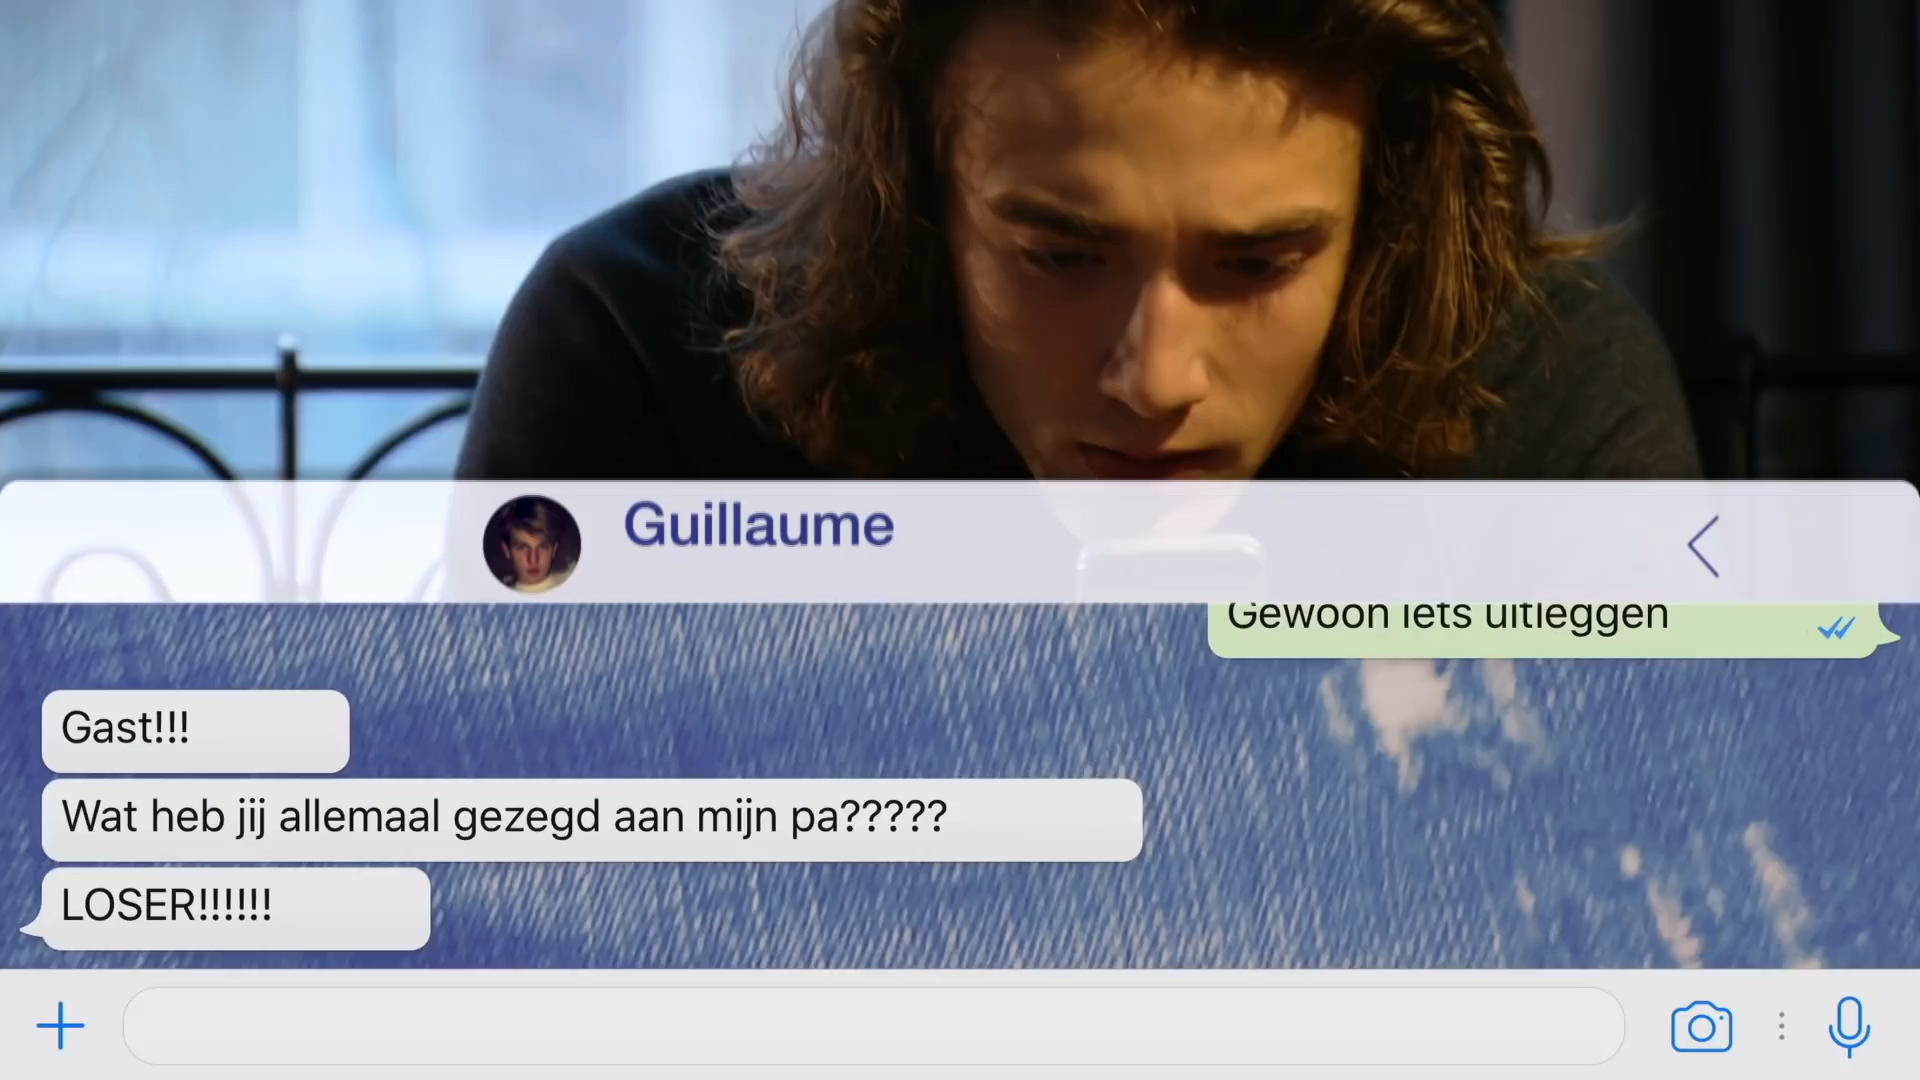 Guillaume
Gewoon iets uitleggen
Gast!!!
Wat heb jij allemaal gezegd aan mijn pa?????
LOSER!!!!!!